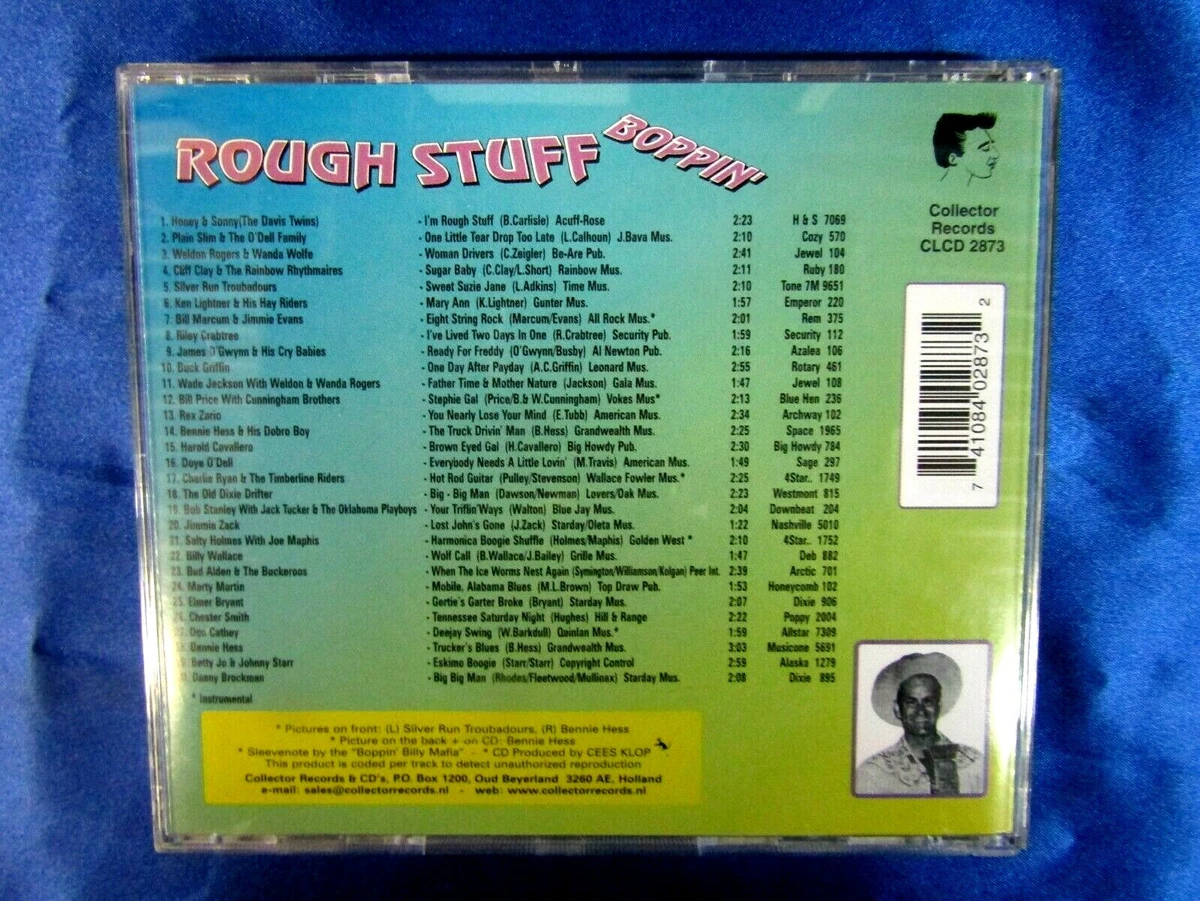 ROUGH STUFF BOPPIN'
Collector
Records
CLCD 2873
1. Honey & Sonny(The Davis Twins) - I'm Rough Stuff (B.Carlisle) Acuff-Rose 2:23 H & S 7069
2. Plain Slim & The O'Dell Family - One Little Tear Drop Too Late (L.Calhoun) J.Bava Mus. 2:10 Cozy 570
3. Weldon Rogers & Wanda Wolfe - Woman Drivers (C.Zeigler) Be-Are Pub. 2:41 Jewel 104
4. Cliff Clay & The Rainbow Rhythmaires - Sugar Baby (C.Clay/L.Short) Rainbow Mus. 2:11 Ruby 180
5. Silver Run Troubadours - Sweet Suzie Jane (L.Adkins) Time Mus. 2:10 Tone 7M 9651
6. Ken Lightner & His Hay Riders - Mary Ann (K.Lightner) Gunter Mus. 1:57 Emperor 220
7. Bill Marcum & Jimmie Evans - Eight String Rock (Marcum/Evans) All Rock Mus.* 2:01 Rem 375
8. Riley Crabtree - I've Lived Two Days In One (R.Crabtree) Security Pub. 1:59 Security 112
9. James O'Gwynn & His Cry Babies - Ready For Freddy (O'Gwynn/Busby) Al Newton Pub. 2:16 Azalea 106
10. Buck Griffin - One Day After Payday (A.C.Griffin) Leonard Mus. 2:55 Rotary 461
11. Wade Jackson With Weldon & Wanda Rogers - Father Time & Mother Nature (Jackson) Gala Mus. 1:47 Jewel 108
12. Bill Price With Cunningham Brothers - Stephie Gal (Price/B.& W.Cunningham) Vokes Mus* 2:13 Blue Hen 236
13. Rex Zario - You Nearly Lose Your Mind (E.Tubb) American Mus. 2:34 Archway 102
14. Bennie Hess & His Dobro Boy - The Truck Drivin' Man (B.Hess) Grandwealth Mus. 2:25 Space 1965
15. Harold Cavallero - Brown Eyed Gal (H.Cavallero) Big Howdy Pub. 2:30 Big Howdy 784
16. Doye O'Dell - Everybody Needs A Little Lovin' (M.Travis) American Mus. 1:49 Sage 297
17. Charlie Ryan & The Timberline Riders - Hot Rod Guitar (Pulley/Stevenson) Wallace Fowler Mus.* 2:25 4Star.. 1749
18. The Old Dixie Drifter - Big - Big Man (Dawson/Newman) Lovers/Oak Mus. 2:23 Westmont 815
19. Bob Stanley With Jack Tucker & The Oklahoma Playboys - Your Triflin'Ways (Walton) Blue Jay Mus. 2:04 Downbeat 204
20. Jimmie Zack - Lost John's Gone (J.Zack) Starday/Oleta Mus. 1:22 Nashville 5010
21. Salty Holmes With Joe Maphis - Harmonica Boogie Shuffle (Holmes/Maphis) Golden West * 2:10 4Star.. 1752
22. Billy Wallace - Wolf Call (B.Wallace/J.Bailey) Grille Mus. 1:47 Deb 882
23. Bud Alden & The Buckeroos - When The Ice Worms Nest Again (Symington/Williamson/Kolgan) Peer Int. 2:39 Arctic 701
24. Marty Martin - Mobile, Alabama Blues (M.L.Brown) Top Draw Pub. 1:53 Honeycomb 102
25. Elmer Bryant - Gertie's Garter Broke (Bryant) Starday Mus. 2:07 Dixie 906
26. Chester Smith - Tennessee Saturday Night (Hughes) Hill & Range 2:22 Poppy 2004
27. Don Cathey - Deejay Swing (W.Barkdull) Quinlan Mus.* 1:59 Allstar 7309
28. Bennie Hess - Trucker's Blues (B.Hess) Grandwealth Mus. 3:03 Musicone 5691
29. Betty Jo & Johnny Starr - Eskimo Boogie (Starr/Starr) Copyright Control 2:59 Alaska 1279
30. Danny Brockman - Big Big Man (Rhodes/Fleetwood/Mullinax) Starday Mus. 2:08 Dixie 895
* Instrumental
7 41084 02873 2
* Pictures on front: (L) Silver Run Troubadours, (R) Bennie Hess
* Picture on the back + on CD: Bennie Hess
* Sleevenote by the "Boppin' Billy Mafia" - * CD Produced by CEES KLOP
This product is coded per track to detect unauthorized reproduction
Collector Records & CD's, P.O. Box 1200, Oud Beyerland 3260 AE, Holland
e-mail: sales@collectorrecords.nl - web: www.collectorrecords.nl